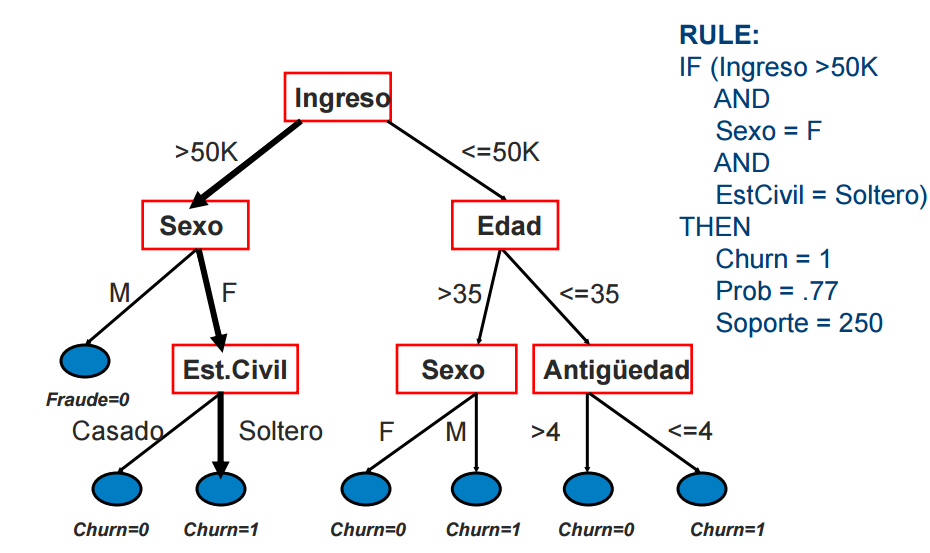 RULE:
IF (Ingreso >50K
AND
Sexo = F
AND
EstCivil = Soltero)
THEN
Churn = 1
Prob = .77
Soporte = 250
Ingreso
>50K
<=50K
Sexo
Edad
M
F
>35
<=35
Fraude=0
Est.Civil
Sexo
Antigüedad
Casado
Soltero
F
M
>4
<=4
Churn=0
Churn=1
Churn=0
Churn=1
Churn=0
Churn=1